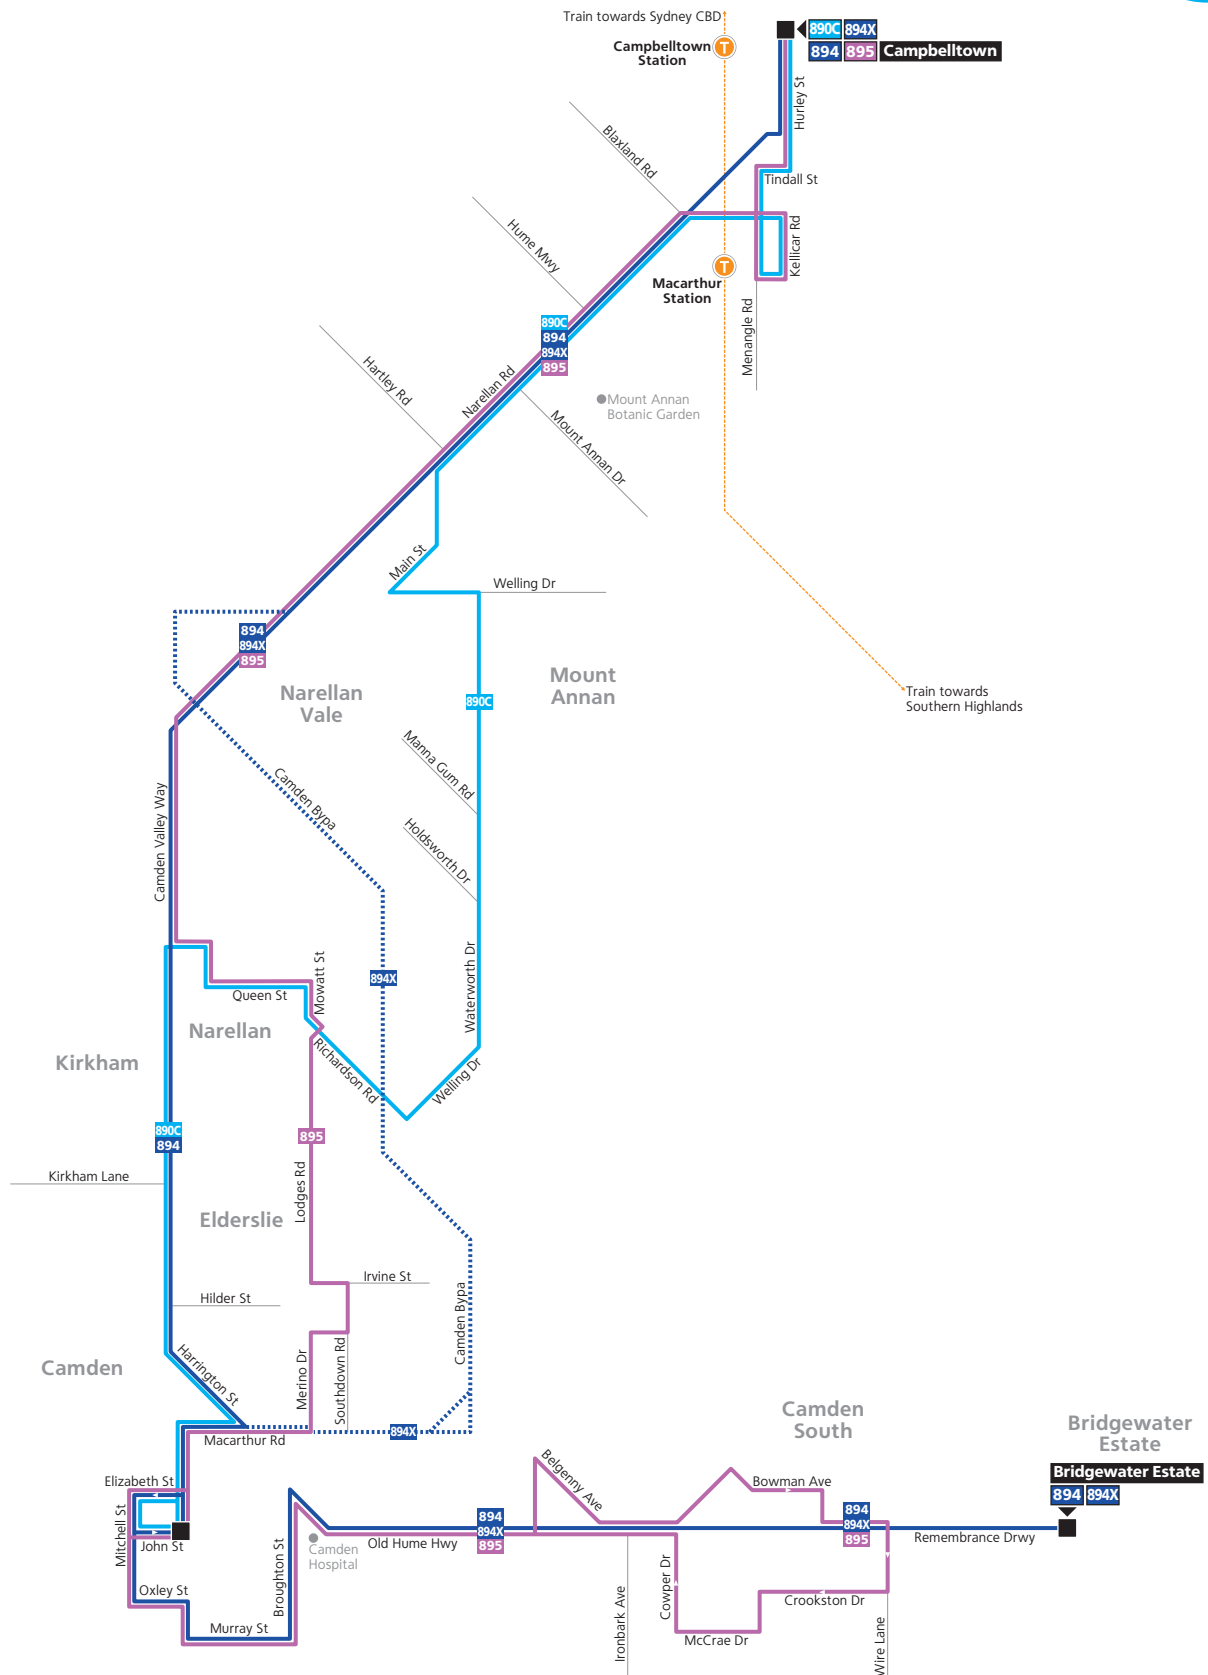 Train towards Sydney CBD
T
Campbelltown
Station
890C 894X
894 895 Campbelltown
Hurley St
Blaxland Rd
Tindall St
Kellicar Rd
Hume Mwy
T
Macarthur
Station
Menangle Rd
890C
894
894X
895
Hartley Rd
Narellan Rd
Mount Annan
Botanic Garden
Mount Annan Dr
Main St
Welling Dr
894
894X
895
Narellan
Vale
Mount
Annan
890C
Train towards
Southern Highlands
Manna Gum Rd
Camden Bypa
Camden Valley Way
Holdsworth Dr
Waterworth Dr
894X
Mowatt St
Queen St
Narellan
Kirkham
Richardson Rd
Welling Dr
890C
894
895
Kirkham Lane
Lodges Rd
Elderslie
Irvine St
Hilder St
Camden Bypa
Camden
Harrington St
Merino Dr
Southdown Rd
Macarthur Rd
894X
Camden
South
Bridgewater
Estate
Bridgewater Estate
894 894X
Elizabeth St
Mitchell St
John St
Belgenny Ave
Bowman Ave
894
894X
895
894
894X
895
Old Hume Hwy
Remembrance Drwy
Camden
Hospital
Broughton St
Oxley St
Murray St
Ironbark Ave
Cowper Dr
Crookston Dr
McCrae Dr
Wire Lane